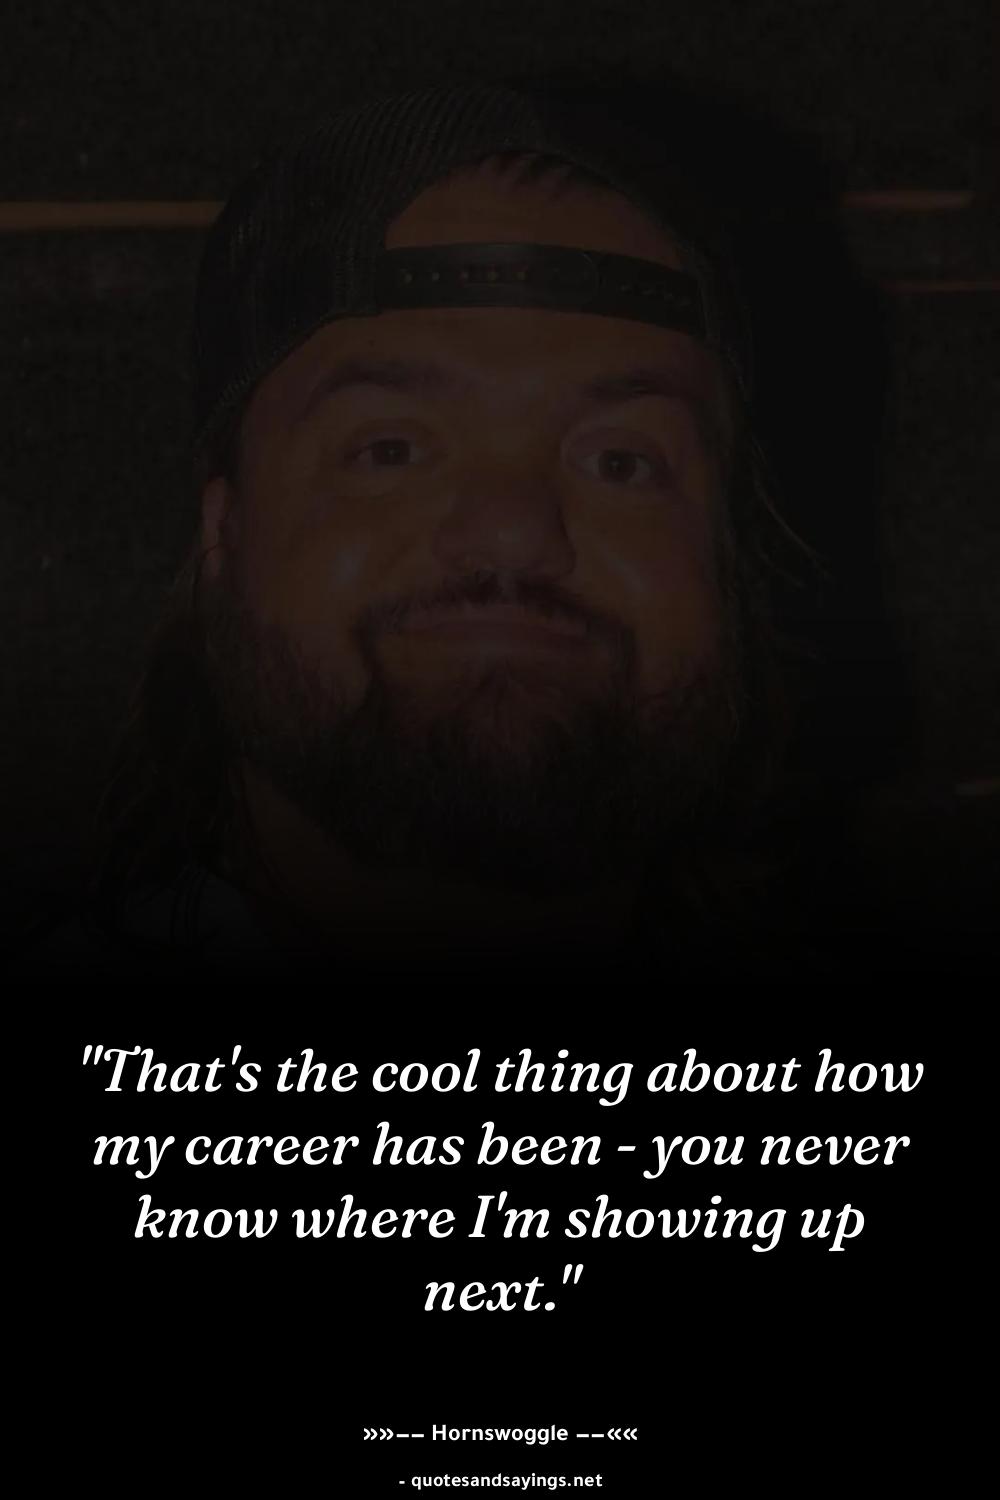 "That's the cool thing about how
my career has been - you never
know where I'm showing up
next."
»»-- Hornswoggle --««
- quotesandsayings.net